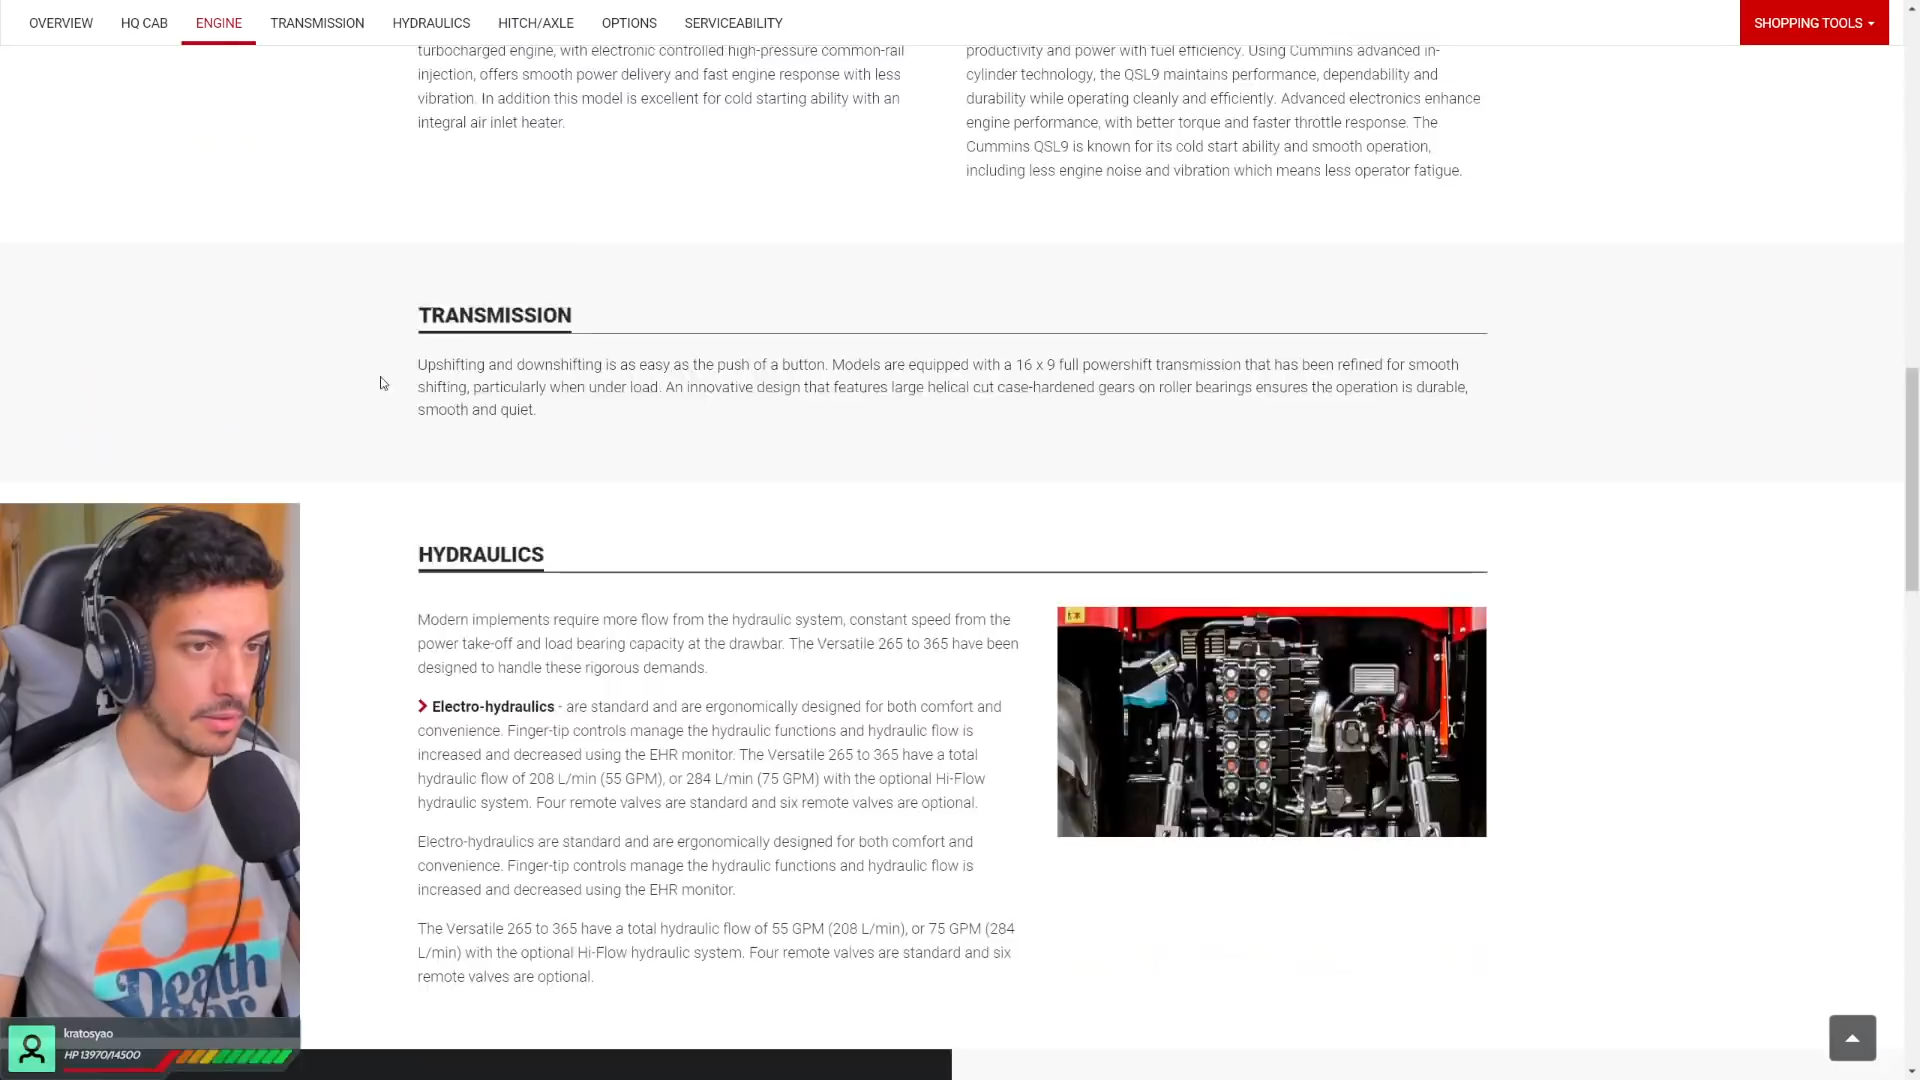 OVERVIEW HQ CAB ENGINE TRANSMISSION HYDRAULICS HITCH/AXLE OPTIONS SERVICEABILITY SHOPPING TOOLS
turbocharged engine, with electronic controlled high-pressure common-rail
injection, offers smooth power delivery and fast engine response with less
vibration. In addition this model is excellent for cold starting ability with an
integral air inlet heater.
productivity and power with fuel efficiency. Using Cummins advanced in-
cylinder technology, the QSL9 maintains performance, dependability and
durability while operating cleanly and efficiently. Advanced electronics enhance
engine performance, with better torque and faster throttle response. The
Cummins QSL9 is known for its cold start ability and smooth operation,
including less engine noise and vibration which means less operator fatigue.
TRANSMISSION
Upshifting and downshifting is as easy as the push of a button. Models are equipped with a 16 x 9 full powershift transmission that has been refined for smooth
shifting, particularly when under load. An innovative design that features large helical cut case-hardened gears on roller bearings ensures the operation is durable,
smooth and quiet.
HYDRAULICS
Modern implements require more flow from the hydraulic system, constant speed from the
power take-off and load bearing capacity at the drawbar. The Versatile 265 to 365 have been
designed to handle these rigorous demands.
Electro-hydraulics - are standard and are ergonomically designed for both comfort and
convenience. Finger-tip controls manage the hydraulic functions and hydraulic flow is
increased and decreased using the EHR monitor. The Versatile 265 to 365 have a total
hydraulic flow of 208 L/min (55 GPM), or 284 L/min (75 GPM) with the optional Hi-Flow
hydraulic system. Four remote valves are standard and six remote valves are optional.
Electro-hydraulics are standard and are ergonomically designed for both comfort and
convenience. Finger-tip controls manage the hydraulic functions and hydraulic flow is
increased and decreased using the EHR monitor.
The Versatile 265 to 365 have a total hydraulic flow of 55 GPM (208 L/min), or 75 GPM (284
L/min) with the optional Hi-Flow hydraulic system. Four remote valves are standard and six
remote valves are optional.
Death
kratosyao
HP 13970/14500